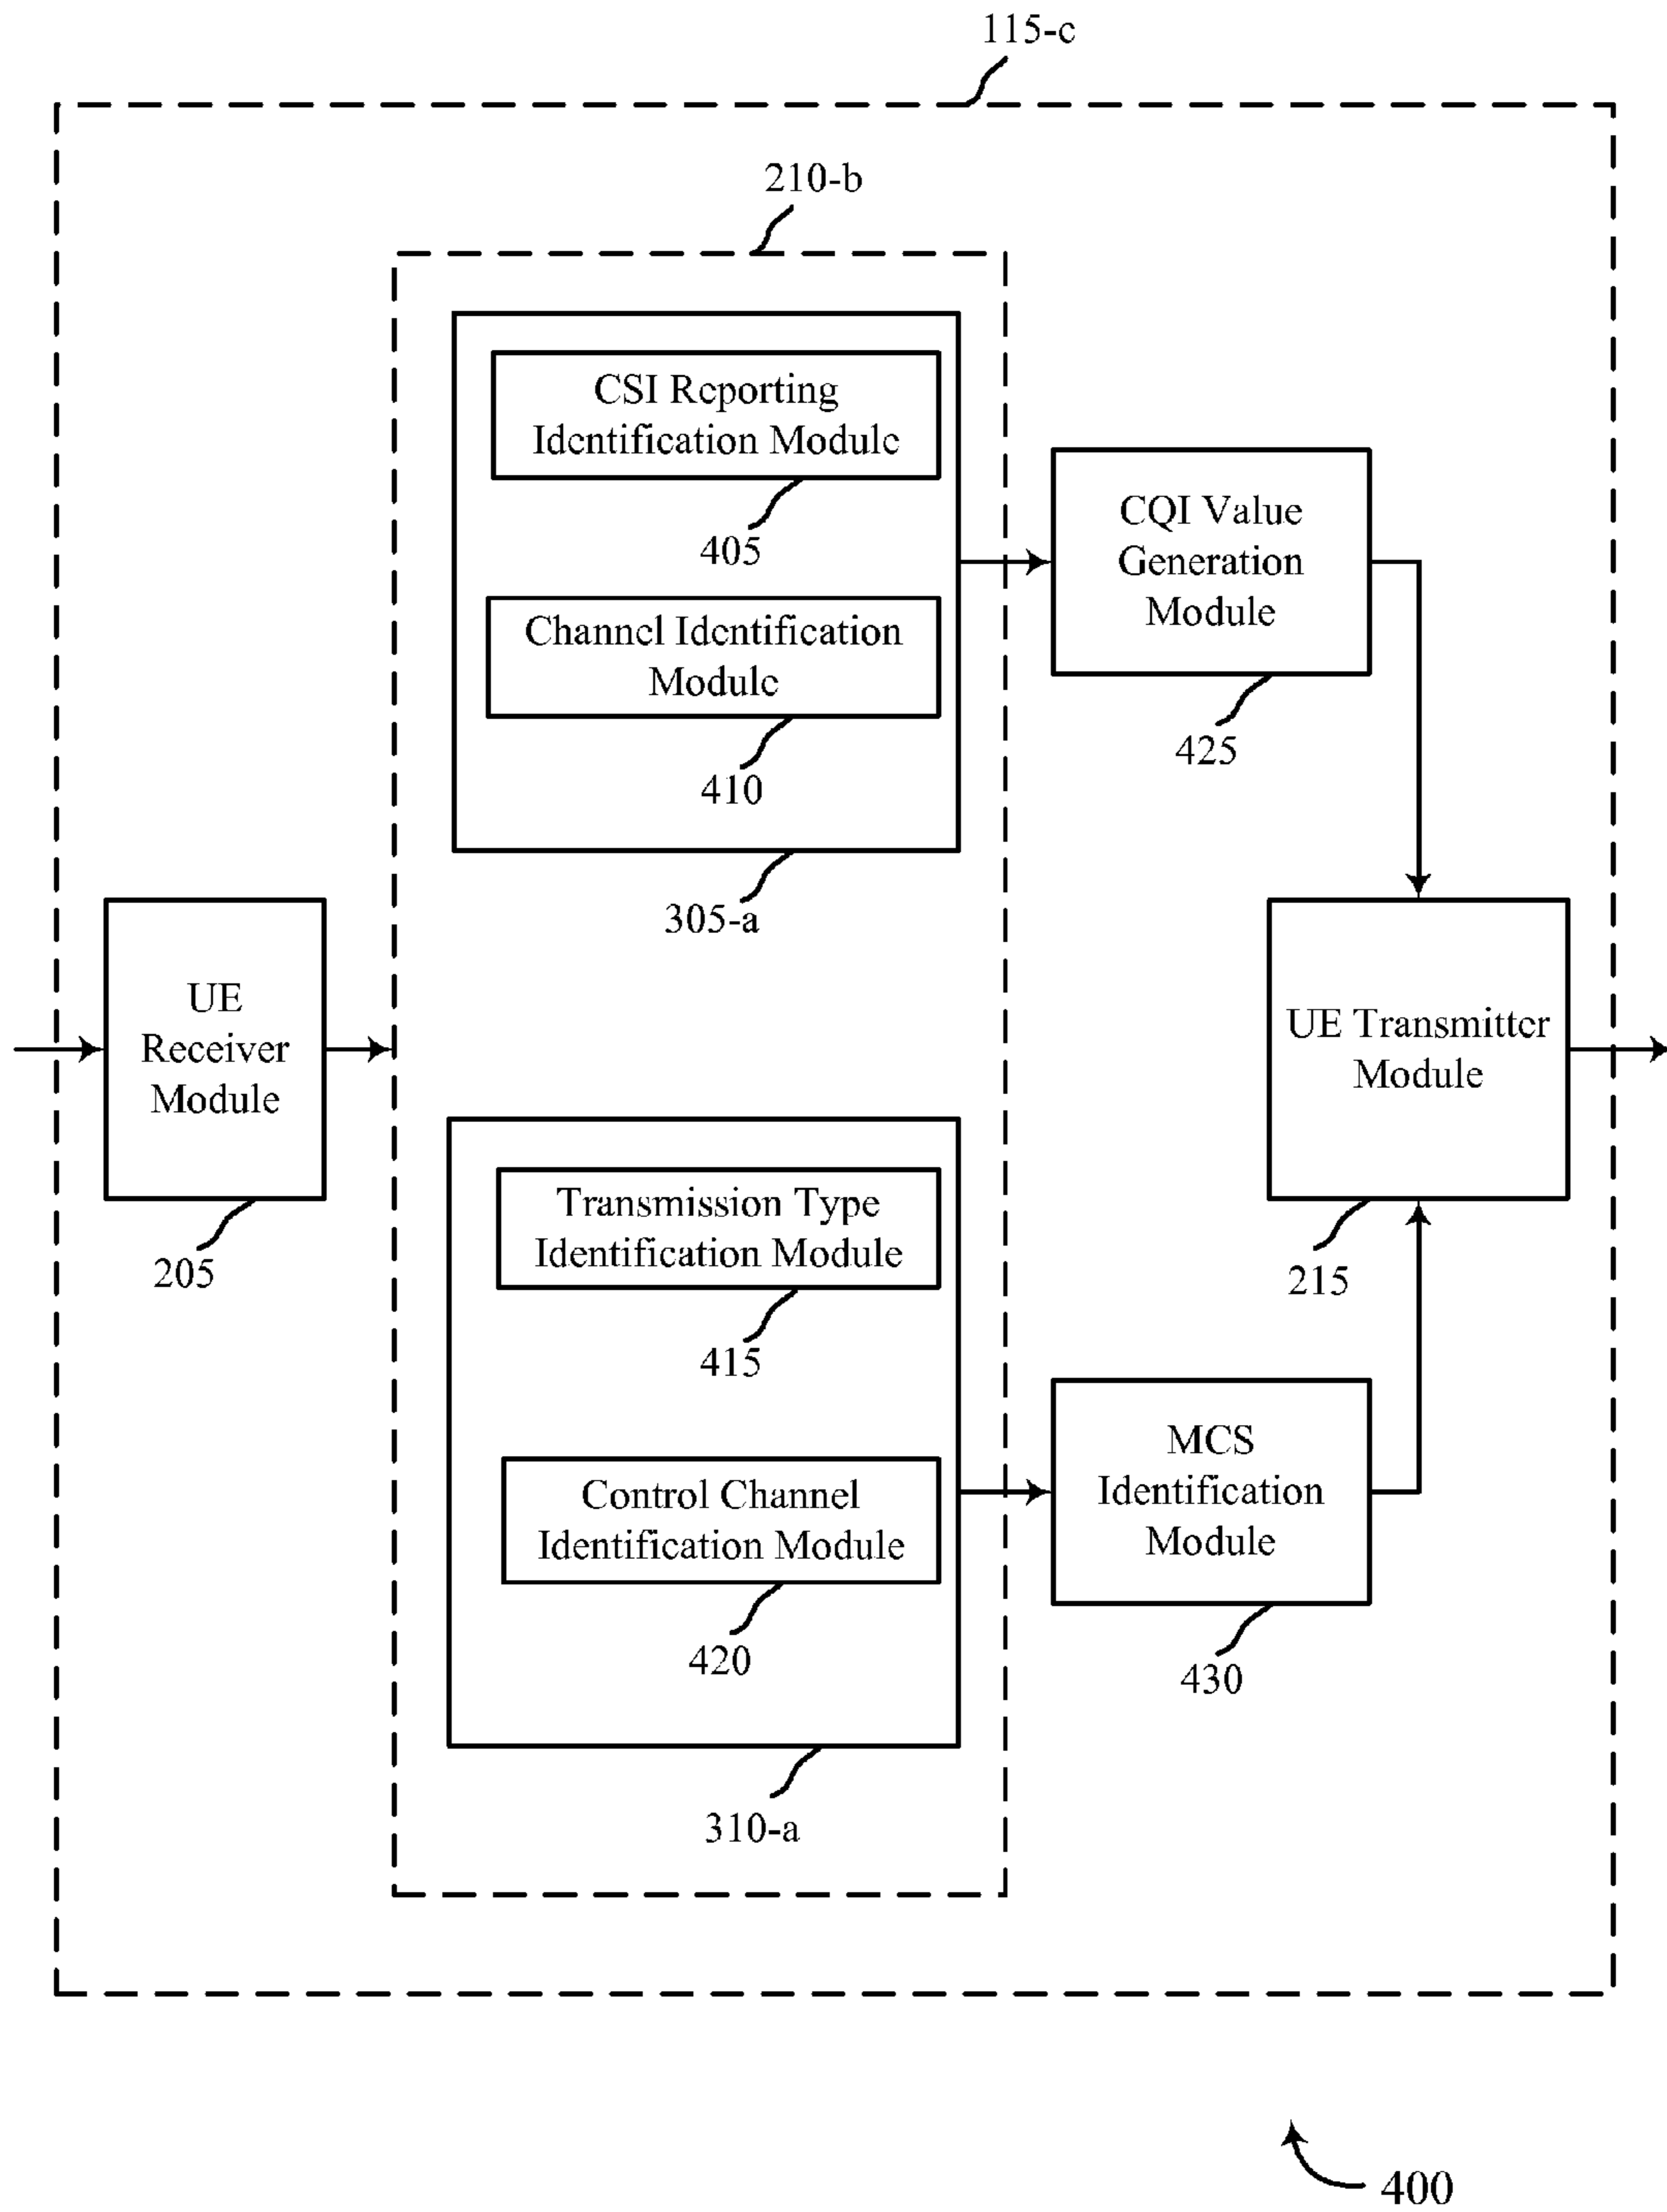 115-c
210-b
CSI Reporting
Identification Module
405
Channel Identification
Module
410
305-a
CQI Value
Generation
Module
425
UE
Receiver
Module
205
UE Transmitter
Module
215
Transmission Type
Identification Module
415
Control Channel
Identification Module
420
310-a
MCS
Identification
Module
430
400